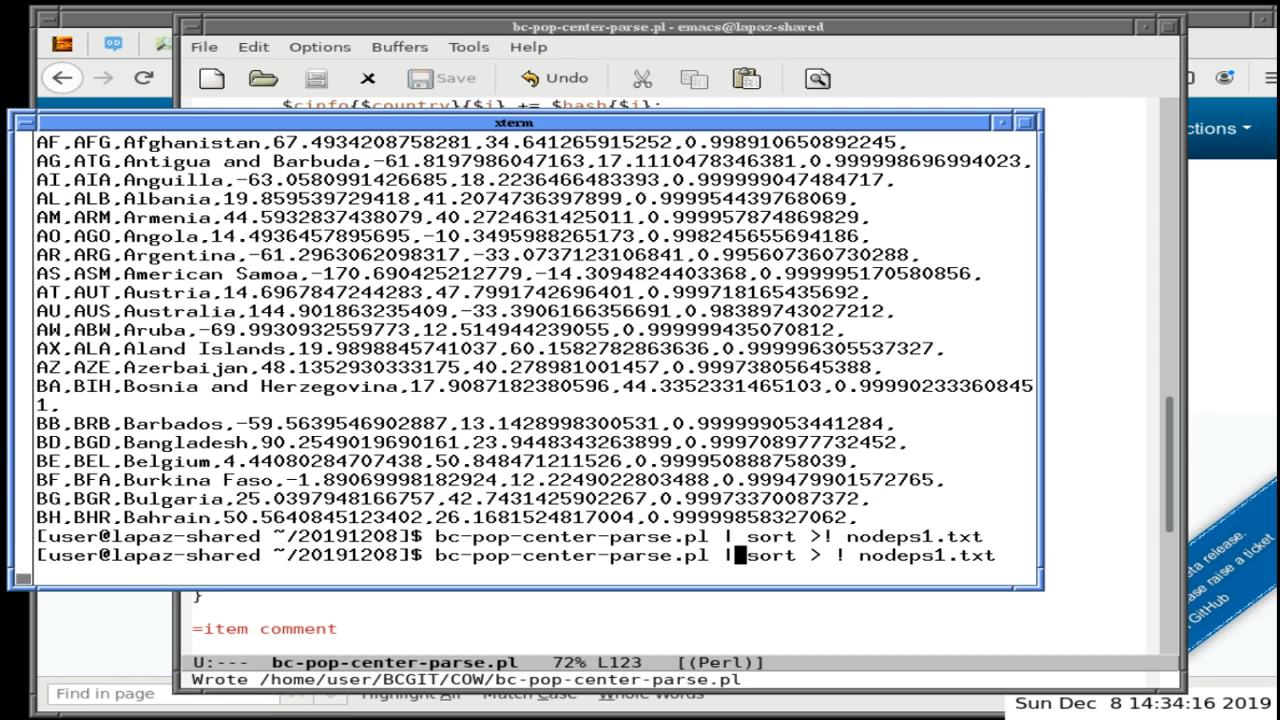 bc-pop-center-parse.pl - emacs@lapaz-shared
File Edit Options Buffers Tools Help
Save Undo
$cinfo{$country}{$i} += $hash{$i};
ctions
xterm
AF,AFG,Afghanistan,67.4934208758281,34.641265915252,0.998910650892245,
AG,ATG,Antigua and Barbuda,-61.8197986047163,17.1110478346381,0.999998696994023,
AI,AIA,Anguilla,-63.0580991426685,18.2236466483393,0.999999047484717,
AL,ALB,Albania,19.859539729418,41.2074736397899,0.999954439768069,
AM,ARM,Armenia,44.5932837438079,40.2724631425011,0.999957874869829,
AO,AGO,Angola,14.4936457895695,-10.3495988265173,0.998245655694186,
AR,ARG,Argentina,-61.2963062098317,-33.0737123106841,0.995607360730288,
AS,ASM,American Samoa,-170.690425212779,-14.3094824403368,0.999995170580856,
AT,AUT,Austria,14.6967847244283,47.7991742696401,0.999718165435692,
AU,AUS,Australia,144.901863235409,-33.3906166356691,0.98389743027212,
AW,ABW,Aruba,-69.9930932559773,12.514944239055,0.999999435070812,
AX,ALA,Aland Islands,19.9898845741037,60.1582782863636,0.999996305537327,
AZ,AZE,Azerbaijan,48.1352930333175,40.278981001457,0.99973805645388,
BA,BIH,Bosnia and Herzegovina,17.9087182380596,44.3352331465103,0.99990233360845
1,
BB,BRB,Barbados,-59.5639546902887,13.1428998300531,0.999999053441284,
BD,BGD,Bangladesh,90.2549019690161,23.9448343263899,0.999708977732452,
BE,BEL,Belgium,4.44080284707438,50.848471211526,0.999950888758039,
BF,BFA,Burkina Faso,-1.89069998182924,12.2249022803488,0.999479901572765,
BG,BGR,Bulgaria,25.0397948166757,42.7431425902267,0.99973370087372,
BH,BHR,Bahrain,50.5640845123402,26.1681524817004,0.99999858327062,
[user@lapaz-shared ~/20191208]$ bc-pop-center-parse.pl | sort >! nodeps1.txt
[user@lapaz-shared ~/20191208]$ bc-pop-center-parse.pl | sort > ! nodeps1.txt
}
=item comment
U:--- bc-pop-center-parse.pl 72% L123 [(Perl)]
Wrote /home/user/BCGIT/COW/bc-pop-center-parse.pl
Find in page Highlight All Match Case Whole Words
eta release.
ase raise a ticket
GitHub
Sun Dec 8 14:34:16 2019